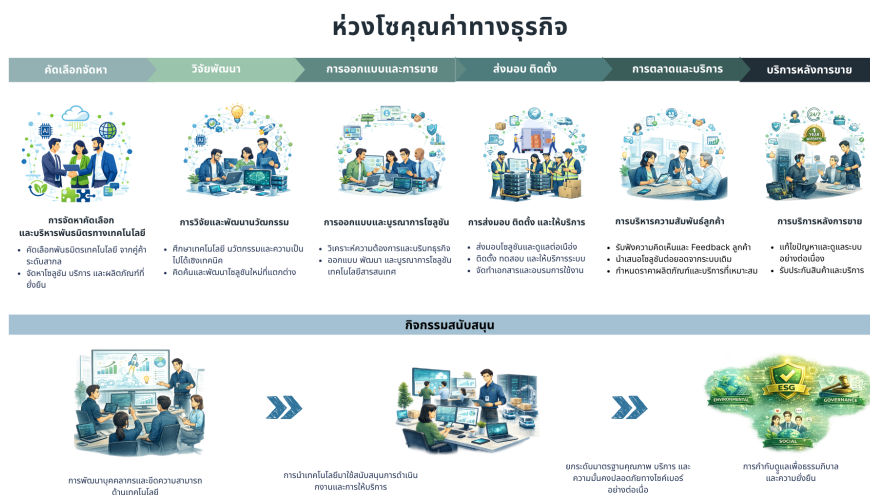 ห่วงโซคุณค่าทางธุรกิจ
คัดเลือกจัดหา
วิจัยพัฒนา
การออกแบบและการขาย
ส่งมอบ ติดตั้ง
การตลาดและบริการ
บริการหลังการขาย
การจัดหาคัดเลือก
และบริหารพันธมิตรทางเทคโนโลยี
• คัดเลือกพันธมิตรเทคโนโลยี จากคู่ค้า
ระดับสากล
• จัดหาโซลูชัน บริการ และผลิตภัณฑ์ที่
ยั่งยืน
การวิจัยและพัฒนานวัตกรรม
• ศึกษาเทคโนโลยี นวัตกรรมและความเป็น
ไปได้เชิงเทคนิค
• คิดค้นและพัฒนาโซลูชันใหม่ที่แตกต่าง
การออกแบบและบูรณาการโซลูชัน
• วิเคราะห์ความต้องการและบริบทธุรกิจ
• ออกแบบ พัฒนา และบูรณาการโซลูชัน
เทคโนโลยีสารสนเทศ
การส่งมอบ ติดตั้ง และให้บริการ
• ส่งมอบโซลูชันและดูแลต่อเนื่อง
• ติดตั้ง ทดสอบ และให้บริการระบบ
• จัดทำเอกสารและอบรมการใช้งาน
การบริหารความสัมพันธ์ลูกค้า
• รับฟังความคิดเห็นและ Feedback ลูกค้า
• นำเสนอโซลูชันต่อยอดจากระบบเดิม
• กำหนดราคาผลิตภัณฑ์และบริการที่เหมาะสม
การบริการหลังการขาย
• แก้ไขปัญหาและดูแลระบบ
อย่างต่อเนื่อง
• รับประกันสินค้าและบริการ
AI
AI
24/7
1 YEAR
กิจกรรมสนับสนุน
การพัฒนาบุคลากรและขีดความสามารถ
ด้านเทคโนโลยี
การนำเทคโนโลยีมาใช้สนับสนุนการดำเนิน
กงานและการให้บริการ
ยกระดับมาตรฐานคุณภาพ บริการ และ
ความมั่นคงปลอดภัยทางไซค์เบอร์
อย่างต่อเนื่อ
ESG
ENVIRONMENTAL
GOVERNANCE
SOCIAL
การกำกับดูแลเพื่อธรรมภิบาล
และความยั่งยืน